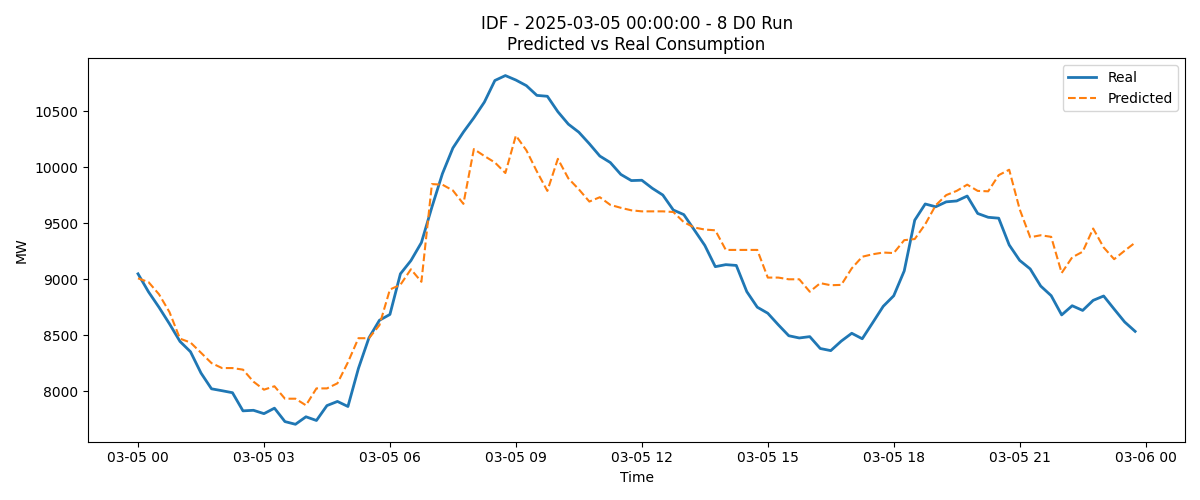 IDF - 2025-03-05 00:00:00 - 8 D0 Run
Predicted vs Real Consumption
Real
Predicted
MW
10500
10000
9500
9000
8500
8000
03-05 00
03-05 03
03-05 06
03-05 09
03-05 12
03-05 15
03-05 18
03-05 21
03-06 00
Time